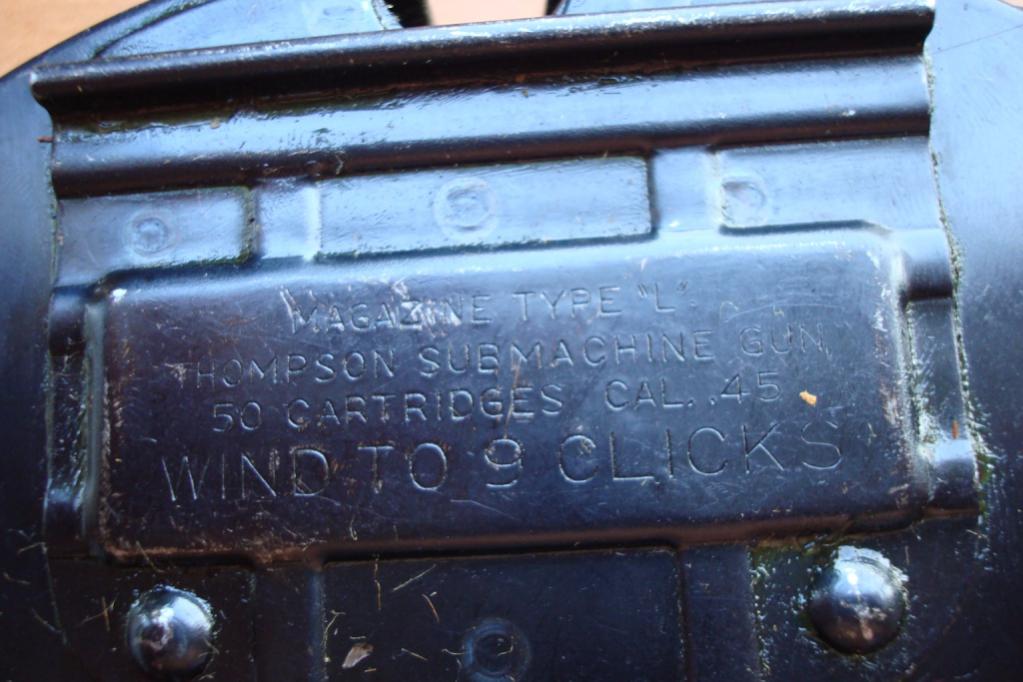 MAGAZINE TYPE "L".
THOMPSON SUBMACHINE GUN
50 CARTRIDGES CAL. .45
WIND TO 9 CLICKS